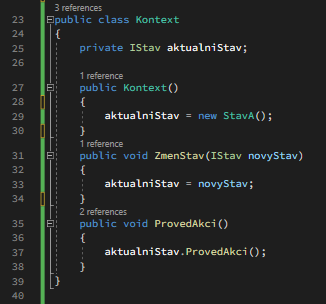 3 references
23 public class Kontext
24 {
25 private IStav aktualniStav;
26
1 reference
27 public Kontext()
28 {
29 aktualniStav = new StavA();
30 }
1 reference
31 public void ZmenStav(IStav novyStav)
32 {
33 aktualniStav = novyStav;
34 }
2 references
35 public void ProvedAkci()
36 {
37 aktualniStav.ProvedAkci();
38 }
39 }
40